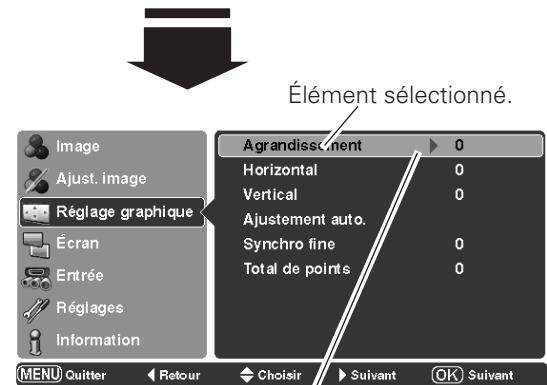 Élément sélectionné.
Image
Ajust. image
Réglage graphique
Écran
Entrée
Réglages
Information
Agrandissement 0
Horizontal 0
Vertical 0
Ajustement auto.
Synchro fine 0
Total de points 0
MENU Quitter Retour Choisir Suivant OK Suivant